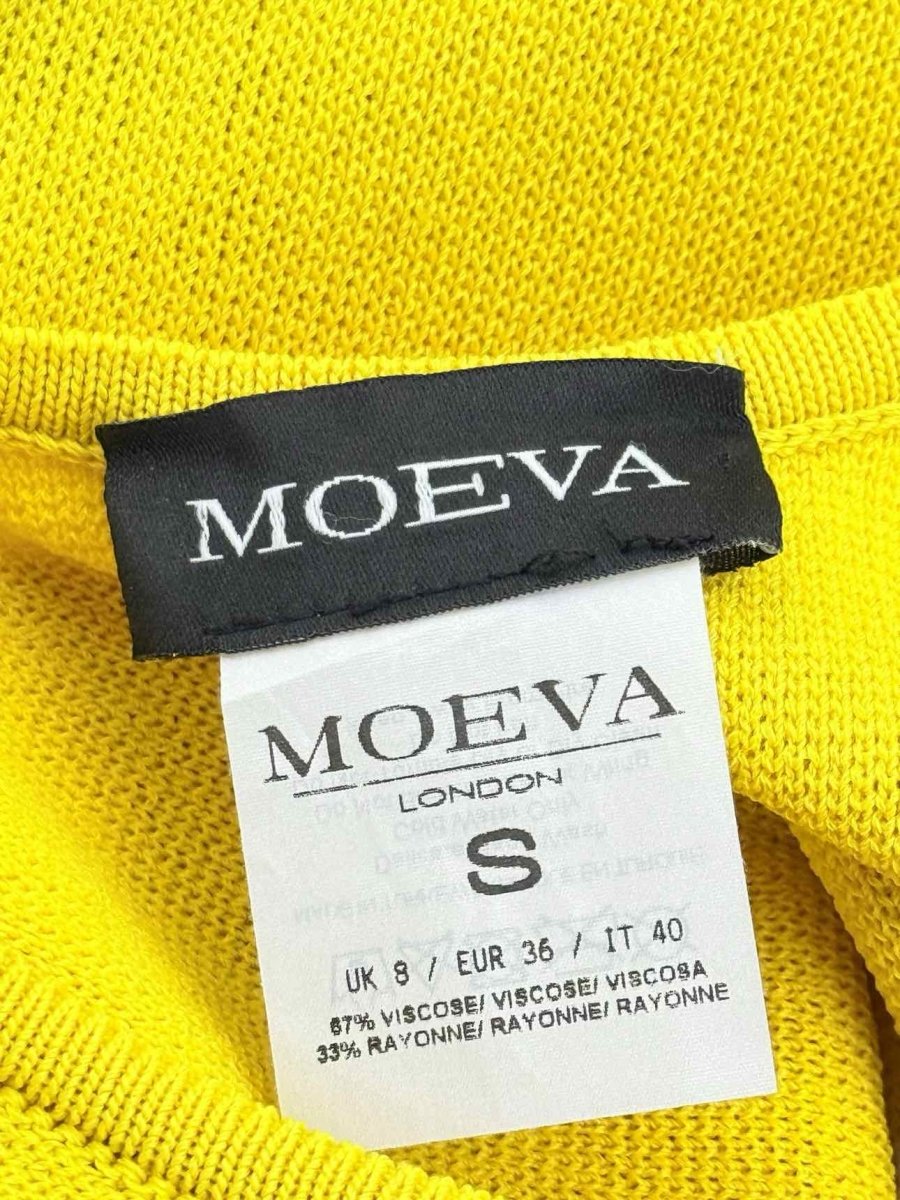 MOEVA
MOEVA
LONDON
S
UK 8 / EUR 36 / IT 40
67% VISCOSE/ VISCOSE/ VISCOSA
33% RAYONNE/ RAYONNE/ RAYONNE